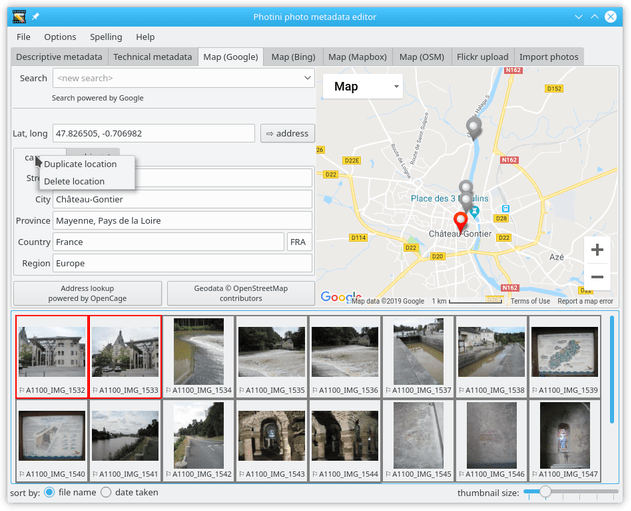 Photini photo metadata editor
File Options Spelling Help
Descriptive metadata Technical metadata Map (Google) Map (Bing) Map (Mapbox) Map (OSM) Flickr upload Import photos
Search <new search>
Search powered by Google
Lat, long 47.826505, -0.706982 ⇨ address
Duplicate location
Delete location
City Château-Gontier
Province Mayenne, Pays de la Loire
Country France FRA
Region Europe
Address lookup
powered by OpenCage
Geodata © OpenStreetMap
contributors
Map
N162
D152
D22E
N162
Place des 3 Moulins
D28
D22
D114
Château-Gontier
D22
D20
Azé
N162
+
−
Google Map data ©2019 Google 1 km Terms of Use Report a map error
A1100_IMG_1532 A1100_IMG_1533 A1100_IMG_1534 A1100_IMG_1535 A1100_IMG_1536 A1100_IMG_1537 A1100_IMG_1538 A1100_IMG_1539
A1100_IMG_1540 A1100_IMG_1541 A1100_IMG_1542 A1100_IMG_1543 A1100_IMG_1544 A1100_IMG_1545 A1100_IMG_1546 A1100_IMG_1547
sort by: file name date taken thumbnail size: